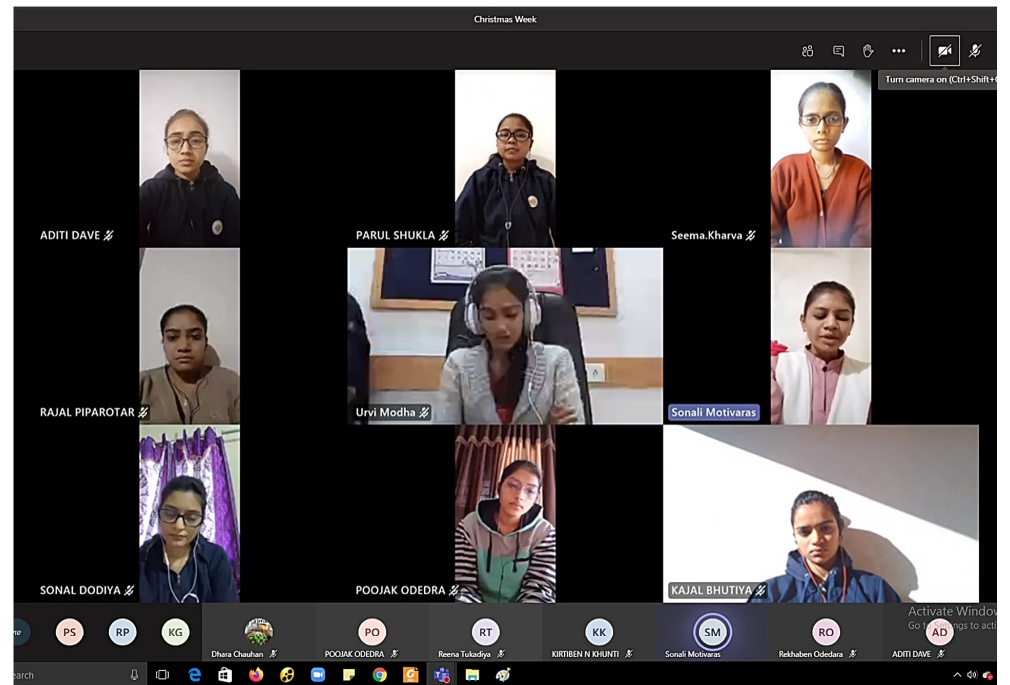 Christmas Week
Turn camera on (Ctrl+Shift+
ADITI DAVE
PARUL SHUKLA
Seema.Kharva
RAJAL PIPAROTAR
Urvi Modha
Sonali Motivaras
SONAL DODIYA
POOJAK ODEDRA
KAJAL BHUTIYA
Activate Window
Go to Settings to acti
PS RP KG PO RT KK SM RO AD
Dhara Chauhan POOJAK ODEDRA Reena Tukadiya KIRTIBEN N KHUNTI Sonali Motivaras Rekhaben Odedara ADITI DAVE
earch